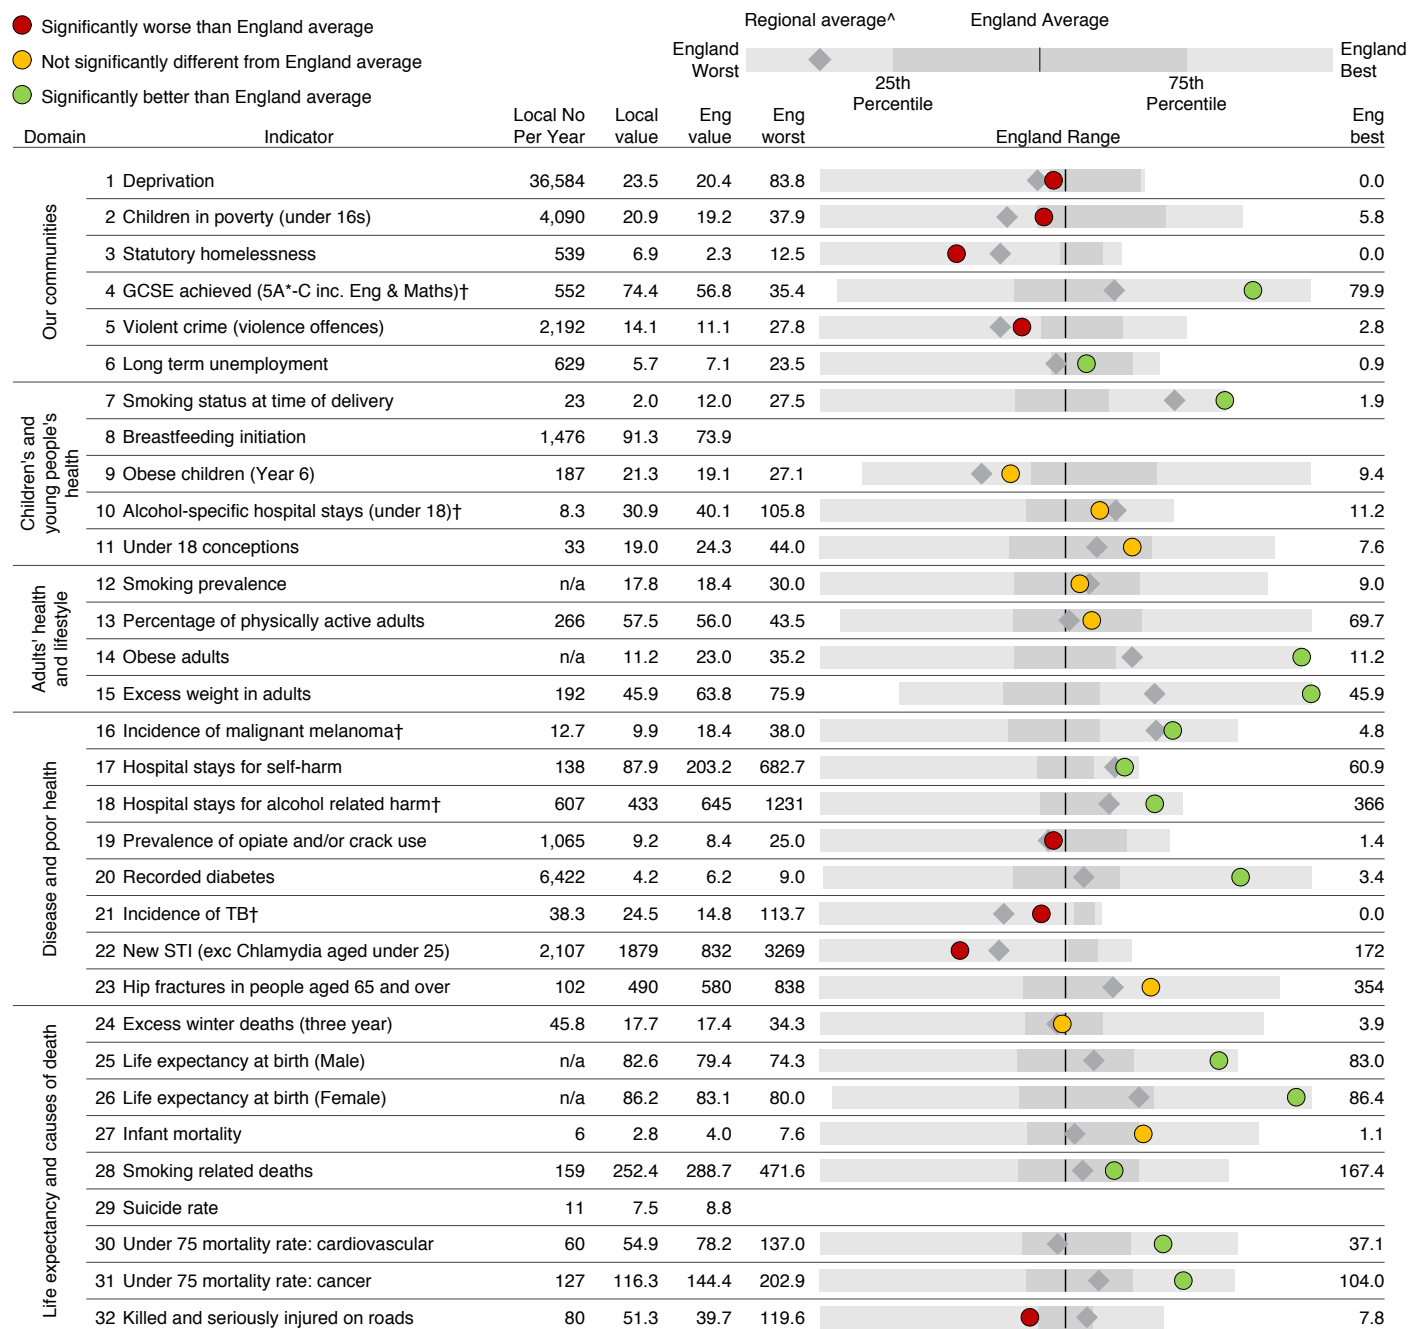 Significantly worse than England average
Not significantly different from England average
Significantly better than England average
Regional average^ England Average
England Worst
England Best
25th Percentile
75th Percentile
Domain Indicator Local No Per Year Local value Eng value Eng worst England Range Eng best
Our communities
1 Deprivation 36,584 23.5 20.4 83.8 0.0
2 Children in poverty (under 16s) 4,090 20.9 19.2 37.9 5.8
3 Statutory homelessness 539 6.9 2.3 12.5 0.0
4 GCSE achieved (5A*-C inc. Eng & Maths)† 552 74.4 56.8 35.4 79.9
5 Violent crime (violence offences) 2,192 14.1 11.1 27.8 2.8
6 Long term unemployment 629 5.7 7.1 23.5 0.9
Children's and young people's health
7 Smoking status at time of delivery 23 2.0 12.0 27.5 1.9
8 Breastfeeding initiation 1,476 91.3 73.9
9 Obese children (Year 6) 187 21.3 19.1 27.1 9.4
10 Alcohol-specific hospital stays (under 18)† 8.3 30.9 40.1 105.8 11.2
11 Under 18 conceptions 33 19.0 24.3 44.0 7.6
Adults' health and lifestyle
12 Smoking prevalence n/a 17.8 18.4 30.0 9.0
13 Percentage of physically active adults 266 57.5 56.0 43.5 69.7
14 Obese adults n/a 11.2 23.0 35.2 11.2
15 Excess weight in adults 192 45.9 63.8 75.9 45.9
Disease and poor health
16 Incidence of malignant melanoma† 12.7 9.9 18.4 38.0 4.8
17 Hospital stays for self-harm 138 87.9 203.2 682.7 60.9
18 Hospital stays for alcohol related harm† 607 433 645 1231 366
19 Prevalence of opiate and/or crack use 1,065 9.2 8.4 25.0 1.4
20 Recorded diabetes 6,422 4.2 6.2 9.0 3.4
21 Incidence of TB† 38.3 24.5 14.8 113.7 0.0
22 New STI (exc Chlamydia aged under 25) 2,107 1879 832 3269 172
23 Hip fractures in people aged 65 and over 102 490 580 838 354
Life expectancy and causes of death
24 Excess winter deaths (three year) 45.8 17.7 17.4 34.3 3.9
25 Life expectancy at birth (Male) n/a 82.6 79.4 74.3 83.0
26 Life expectancy at birth (Female) n/a 86.2 83.1 80.0 86.4
27 Infant mortality 6 2.8 4.0 7.6 1.1
28 Smoking related deaths 159 252.4 288.7 471.6 167.4
29 Suicide rate 11 7.5 8.8
30 Under 75 mortality rate: cardiovascular 60 54.9 78.2 137.0 37.1
31 Under 75 mortality rate: cancer 127 116.3 144.4 202.9 104.0
32 Killed and seriously injured on roads 80 51.3 39.7 119.6 7.8